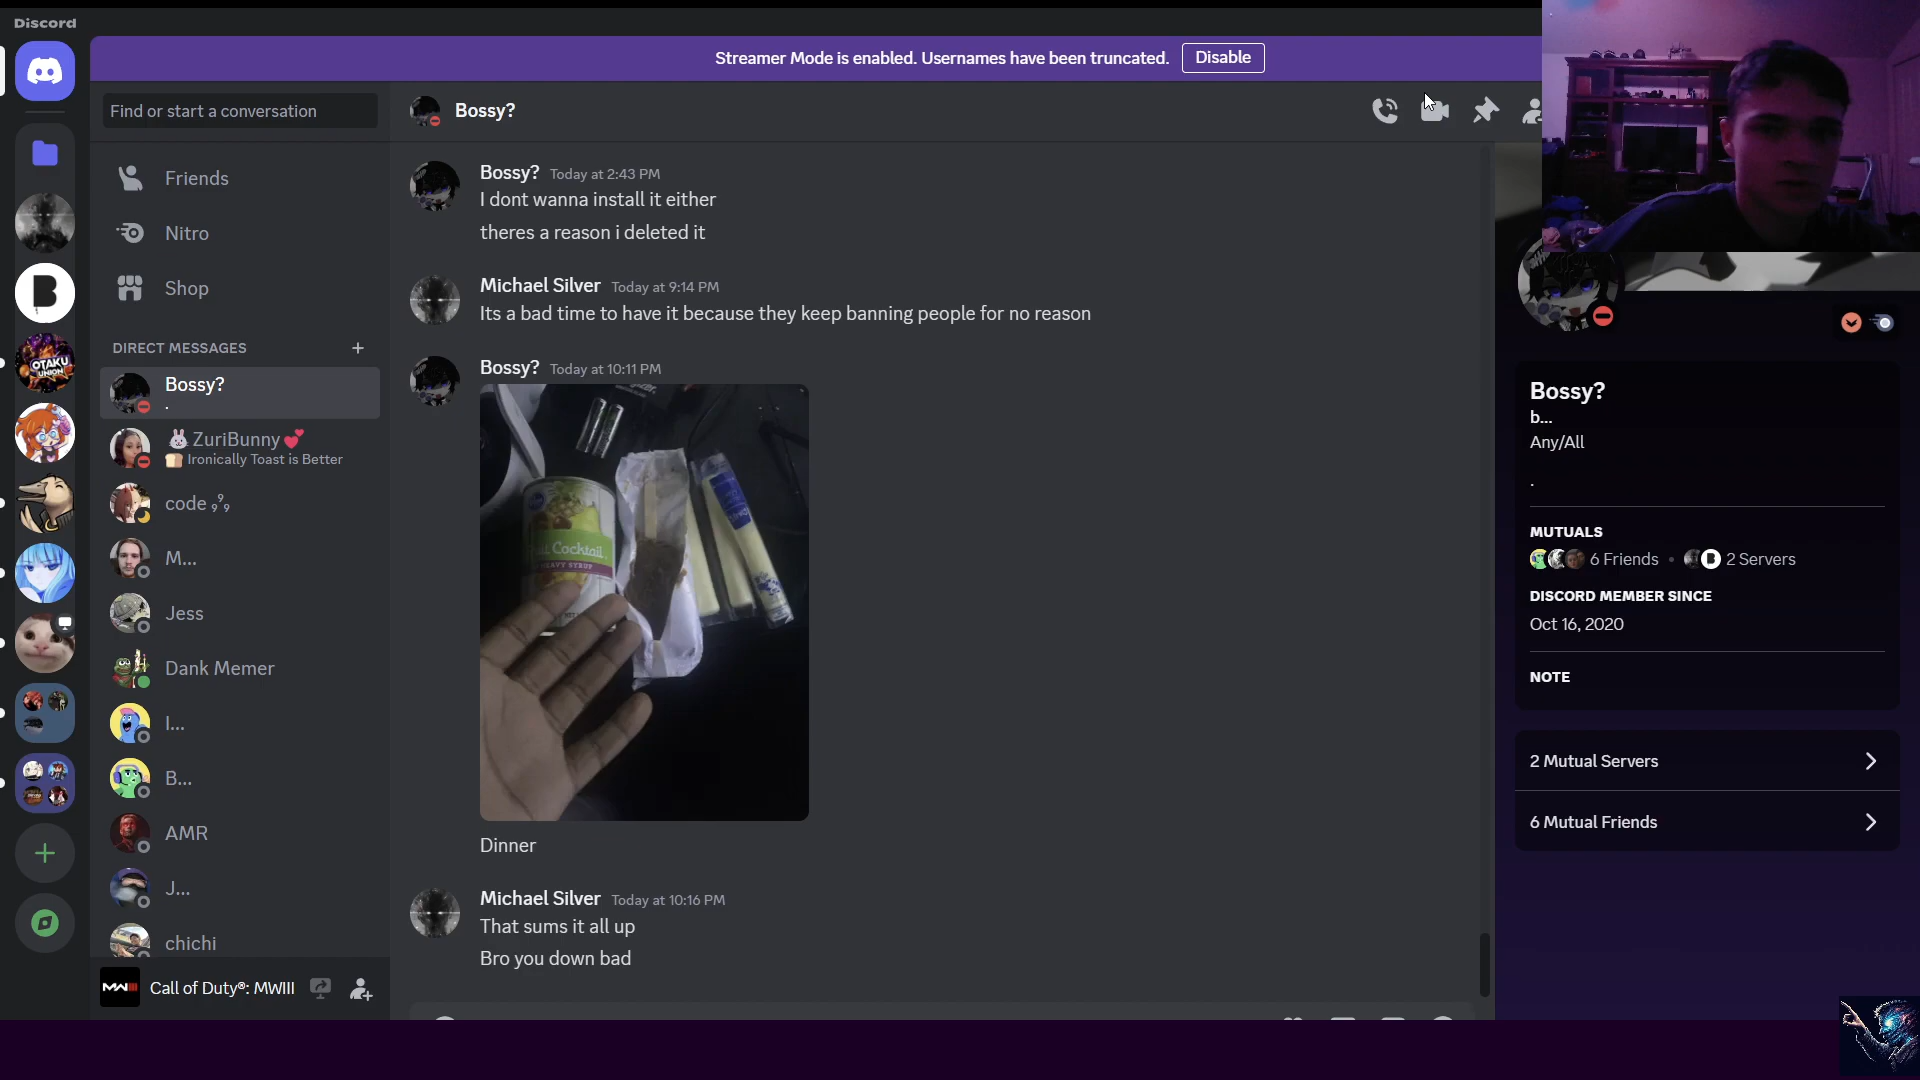 Discord
Streamer Mode is enabled. Usernames have been truncated.
Disable
Find or start a conversation
Friends
Nitro
Shop
DIRECT MESSAGES
Bossy?
.
ZuriBunny
Ironically Toast is Better
code
M...
Jess
Dank Memer
I...
B...
AMR
J...
chichi
Call of Duty®: MWIII
Bossy?
Bossy? Today at 2:43 PM
I dont wanna install it either
theres a reason i deleted it
Michael Silver Today at 9:14 PM
Its a bad time to have it because they keep banning people for no reason
Bossy? Today at 10:11 PM
Cocktail
HEAVY SYRUP
Dinner
Michael Silver Today at 10:16 PM
That sums it all up
Bro you down bad
Bossy?
b...
Any/All
.
MUTUALS
6 Friends • 2 Servers
DISCORD MEMBER SINCE
Oct 16, 2020
NOTE
2 Mutual Servers
6 Mutual Friends
B
OTAKU
UNION